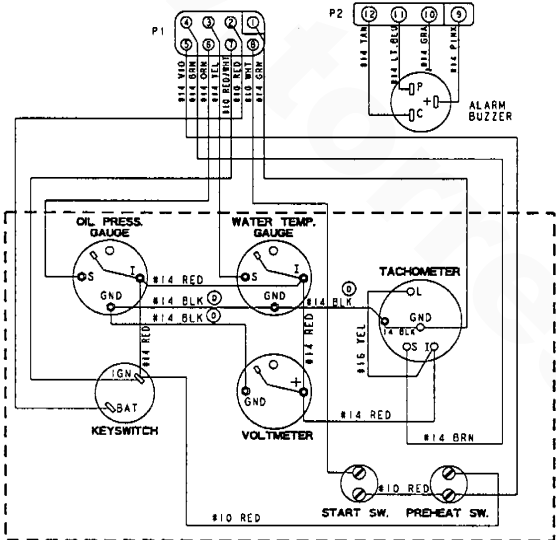 P1
4 3 2 1
5 6 7 8
#14 VIO
#14 BRN
#14 ORN
#14 YEL
#10 RED/WHT
#10 RED
#10 WHT
#14 GRN
P2
12 11 10 9
#14 TAN
#14 LT.BLU
#14 GRA
#14 PINK
P
+
C
ALARM
BUZZER
OIL PRESS.
GAUGE
S
I
GND
WATER TEMP.
GAUGE
S
I
GND
TACHOMETER
L
GND
S I
#14 RED
#14 BLK D
#14 BLK D
#14 BLK
D
14 BLK
#14 RED
#14 RED
#16 YEL
IGN
BAT
KEYSWITCH
GND
+
VOLTMETER
#14 RED
#14 BRN
#10 RED
START SW.
PREHEAT SW.
#10 RED